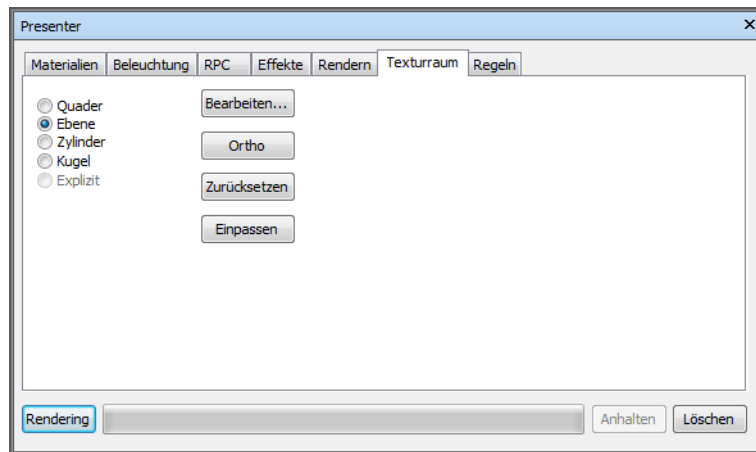 Presenter
Materialien Beleuchtung RPC Effekte Rendern Texturraum Regeln
Quader
Ebene
Zylinder
Kugel
Explizit
Bearbeiten...
Ortho
Zurücksetzen
Einpassen
Rendering Anhalten Löschen